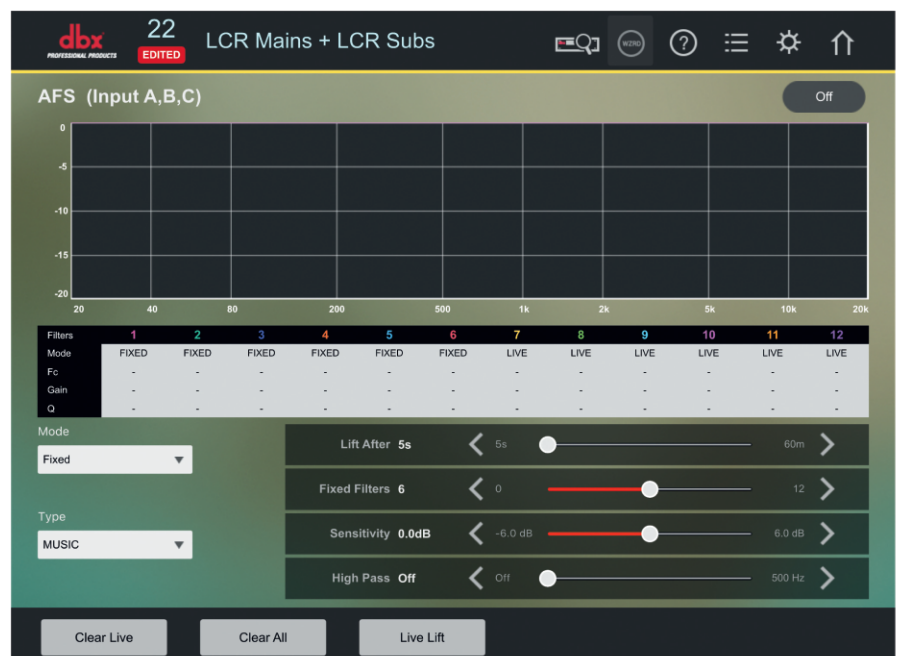 dbx
PROFESSIONAL PRODUCTS
22
EDITED
LCR Mains + LCR Subs
WZRD
?
AFS (Input A,B,C)
Off
0
-5
-10
-15
-20
20 40 80 200 500 1k 2k 5k 10k 20k
Filters 1 2 3 4 5 6 7 8 9 10 11 12
Mode FIXED FIXED FIXED FIXED FIXED FIXED LIVE LIVE LIVE LIVE LIVE LIVE
Fc - - - - - - - - - - - -
Gain - - - - - - - - - - - -
Q - - - - - - - - - - - -
Mode
Fixed
Type
MUSIC
Lift After 5s 5s 60m
Fixed Filters 6 0 12
Sensitivity 0.0dB -6.0 dB 6.0 dB
High Pass Off Off 500 Hz
Clear Live Clear All Live Lift